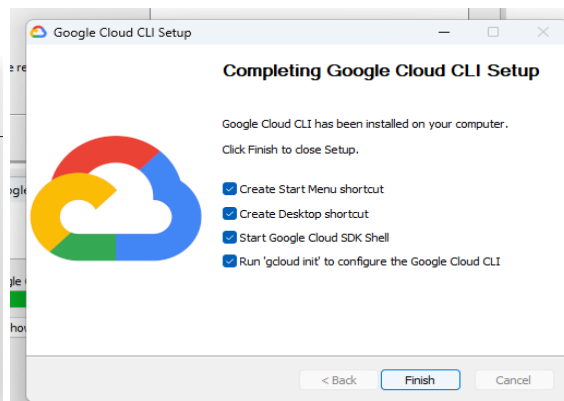 Google Cloud CLI Setup
Completing Google Cloud CLI Setup
Google Cloud CLI has been installed on your computer.
Click Finish to close Setup.
Create Start Menu shortcut
Create Desktop shortcut
Start Google Cloud SDK Shell
Run 'gcloud init' to configure the Google Cloud CLI
< Back
Finish
Cancel